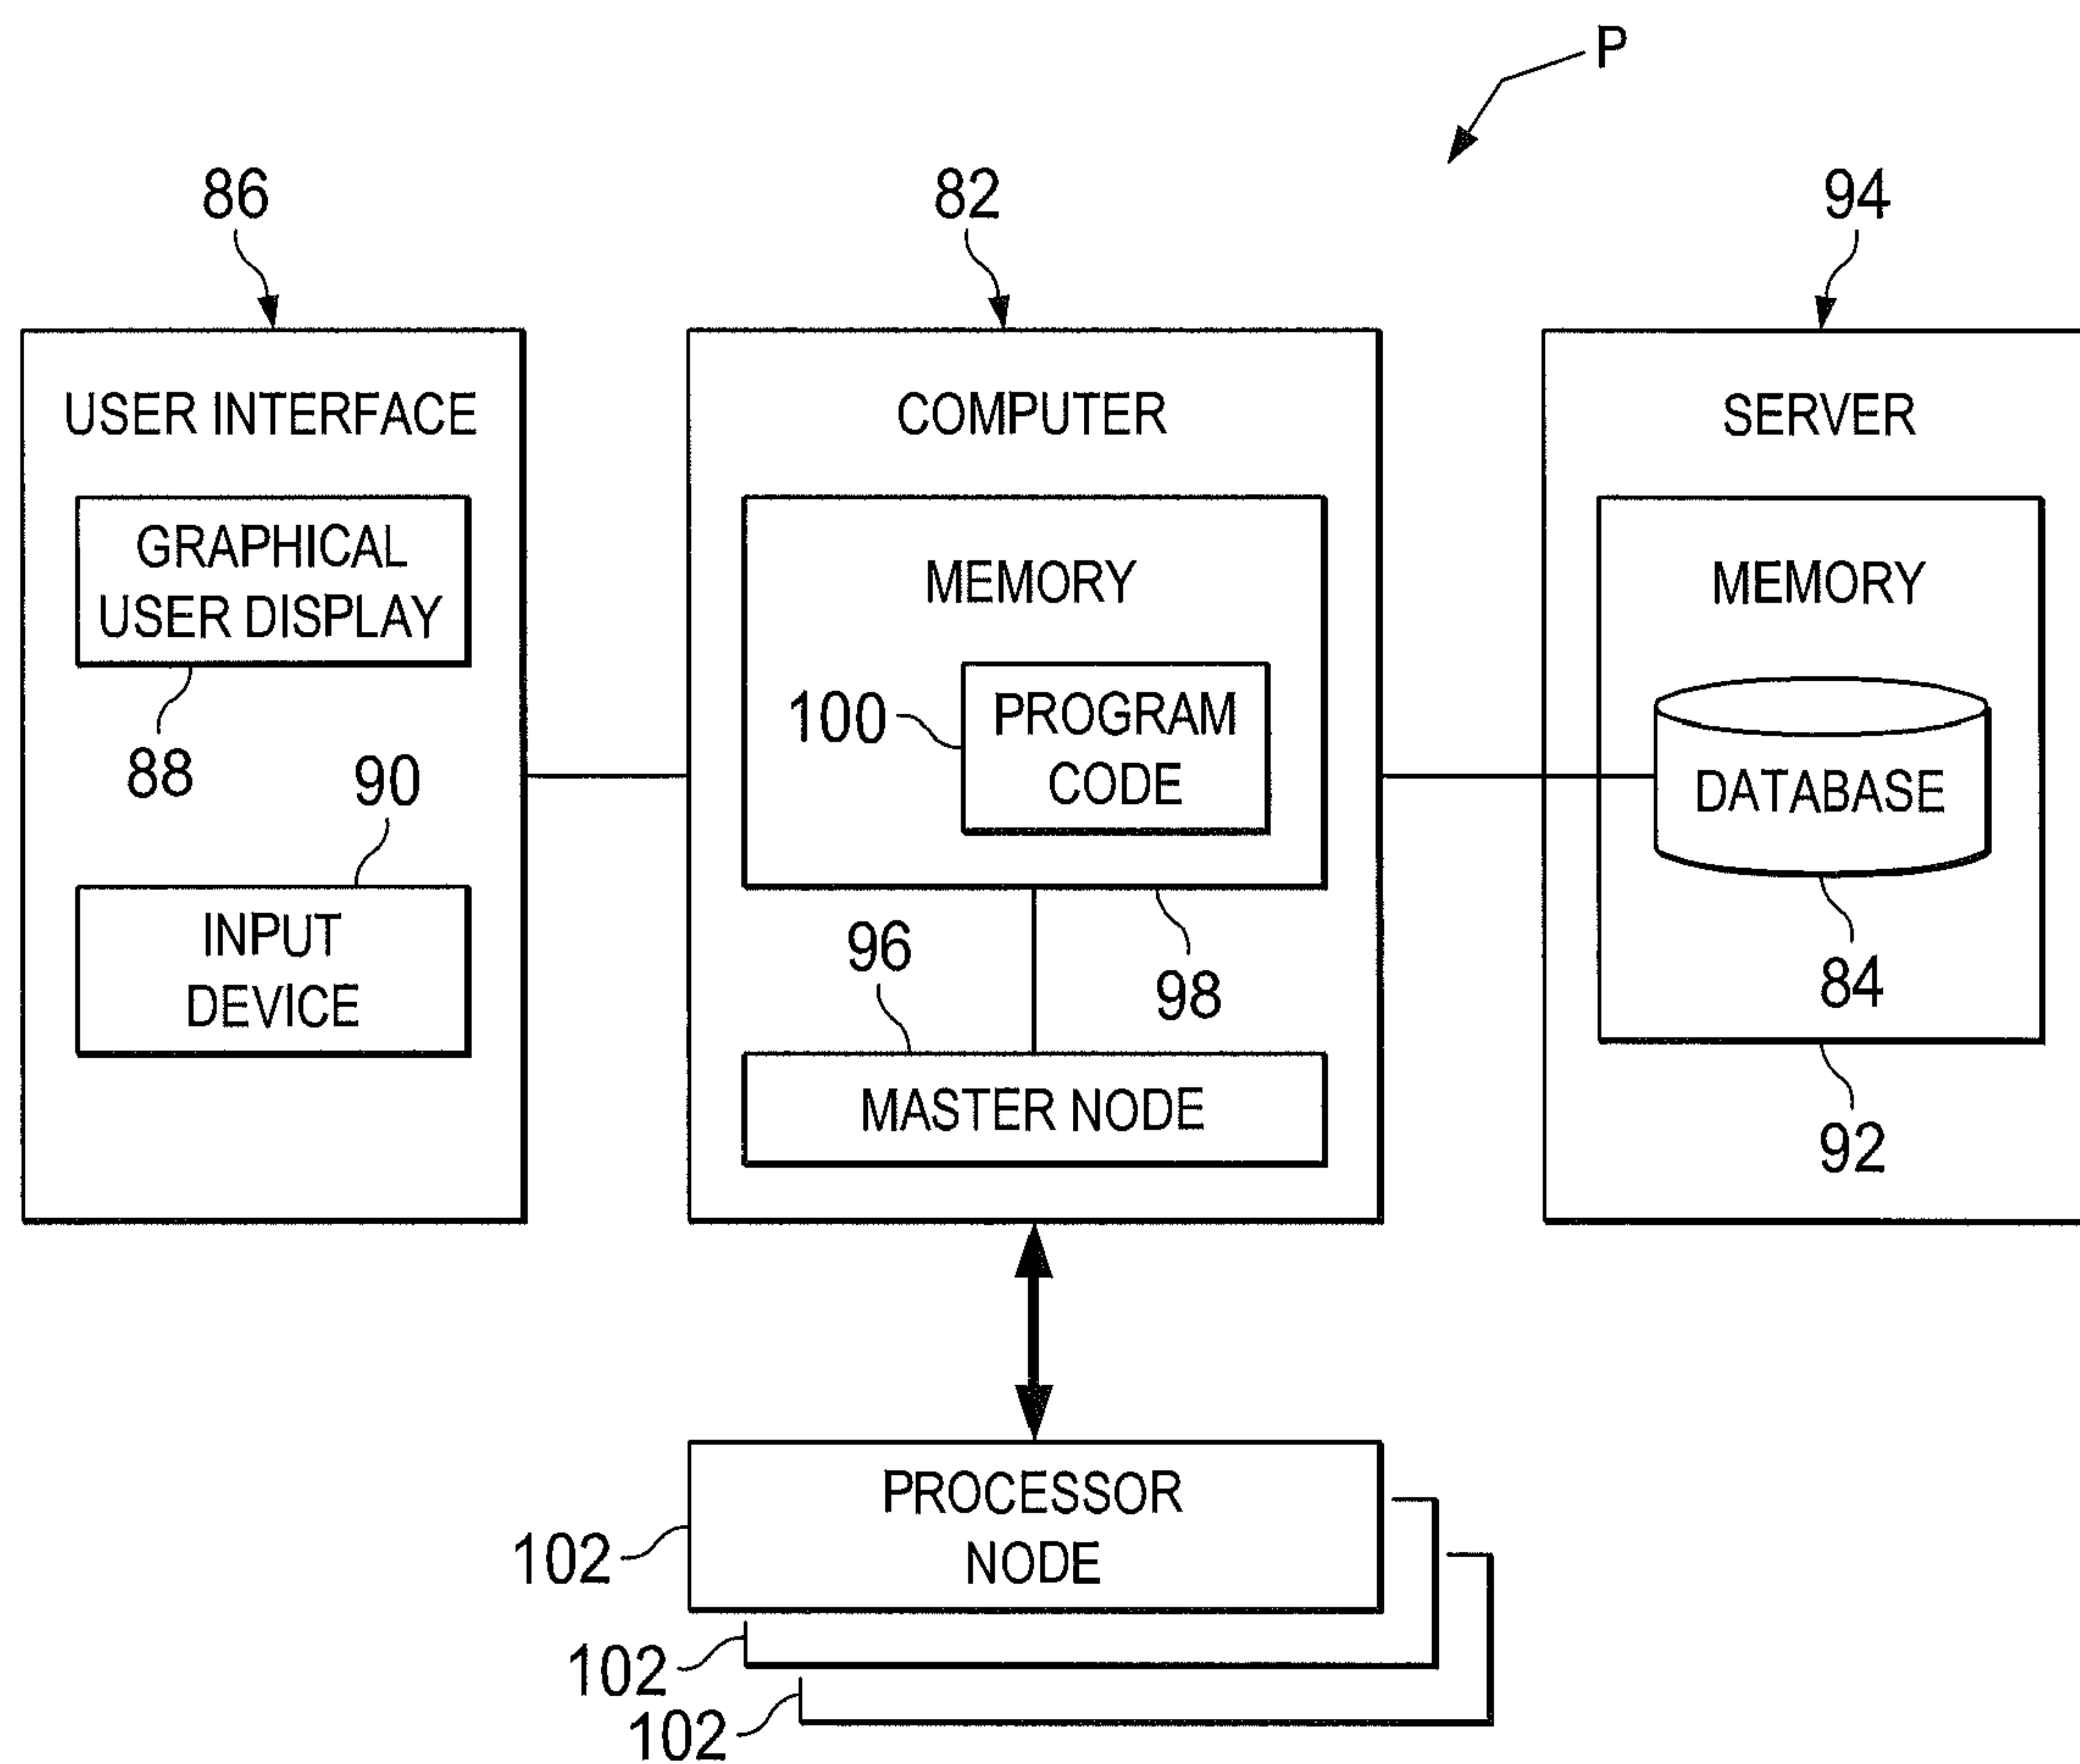 P
86
82
94
USER INTERFACE
COMPUTER
SERVER
GRAPHICAL
USER DISPLAY
88
90
INPUT
DEVICE
MEMORY
100
PROGRAM
CODE
96
98
MASTER NODE
MEMORY
DATABASE
84
92
PROCESSOR
NODE
102
102
102